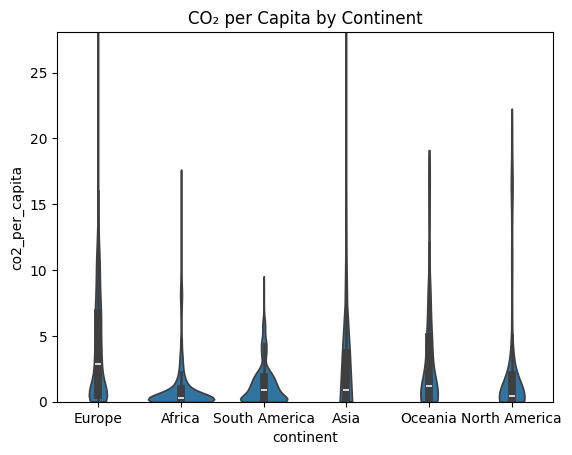 CO₂ per Capita by Continent
co2_per_capita
25
20
15
10
5
0
Europe Africa South America Asia Oceania North America
continent